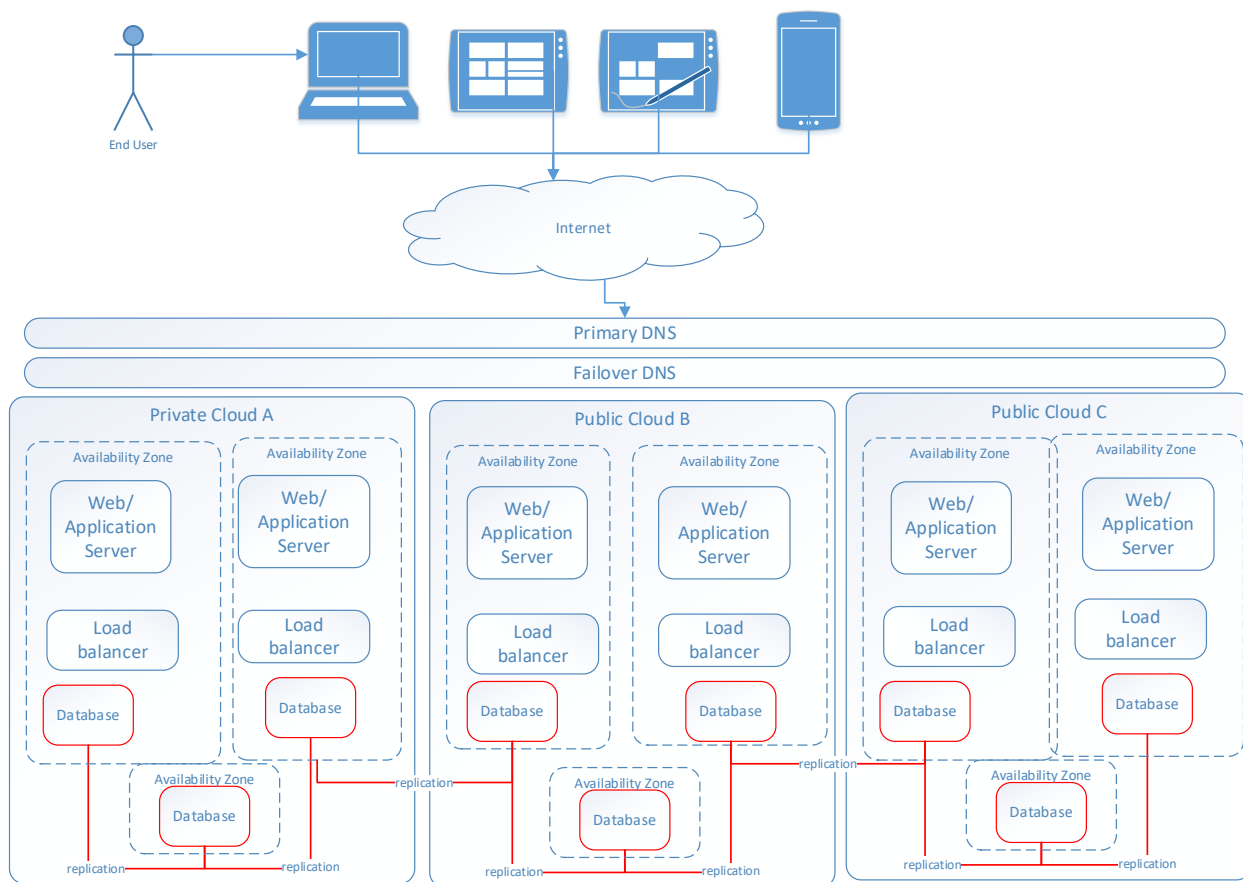 End User
Internet
Primary DNS
Failover DNS
Private Cloud A
Availability Zone
Web/
Application
Server
Load
balancer
Database
Availability Zone
Web/
Application
Server
Load
balancer
Database
Availability Zone
Database
replication
replication
replication
Public Cloud B
Availability Zone
Web/
Application
Server
Load
balancer
Database
Availability Zone
Web/
Application
Server
Load
balancer
Database
Availability Zone
Database
replication
replication
replication
Public Cloud C
Availability Zone
Web/
Application
Server
Load
balancer
Database
Availability Zone
Web/
Application
Server
Load
balancer
Database
Availability Zone
Database
replication
replication